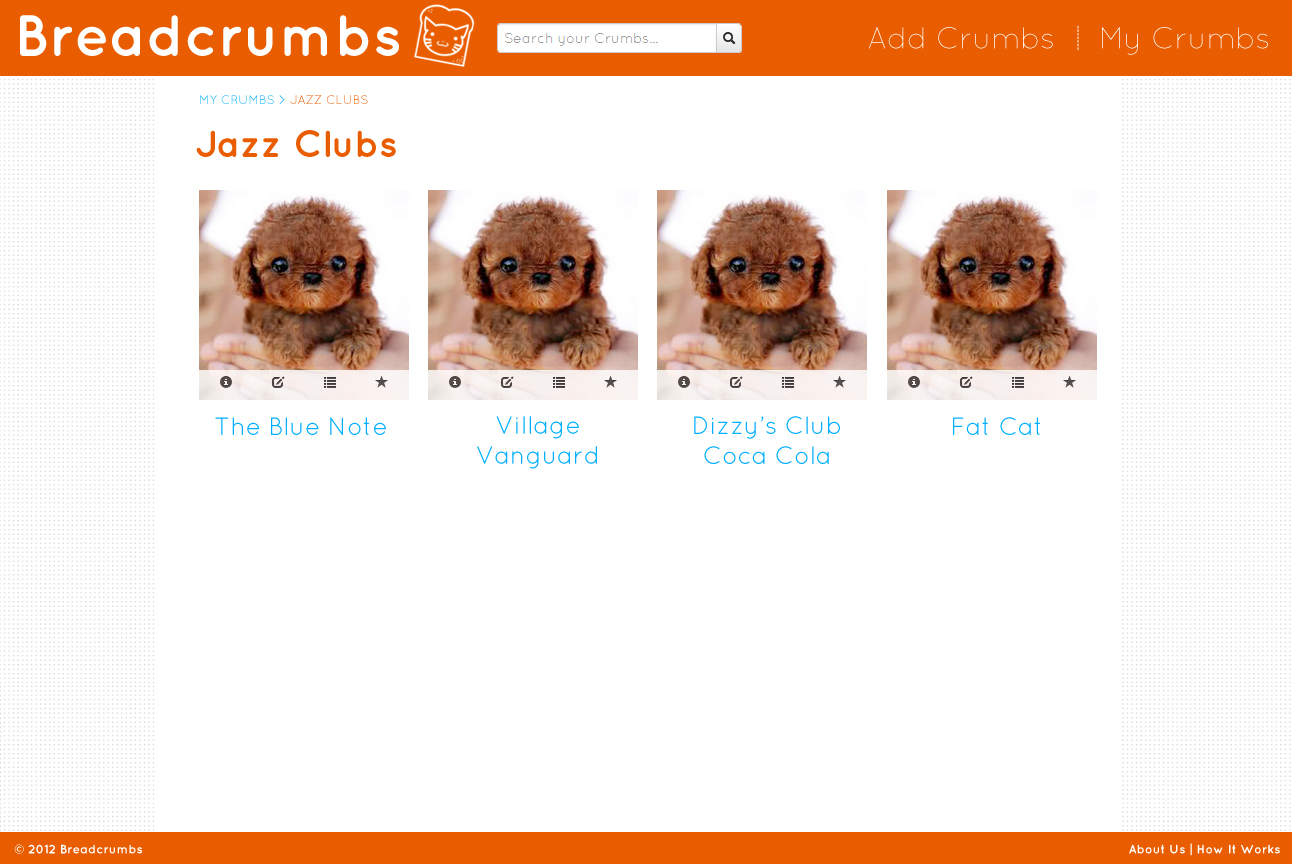 Breadcrumbs
Search your Crumbs...
Add Crumbs
My Crumbs
MY CRUMBS > JAZZ CLUBS
Jazz Clubs
The Blue Note
Village
Vanguard
Dizzy's Club
Coca Cola
Fat Cat
© 2012 Breadcrumbs
About Us | How It Works